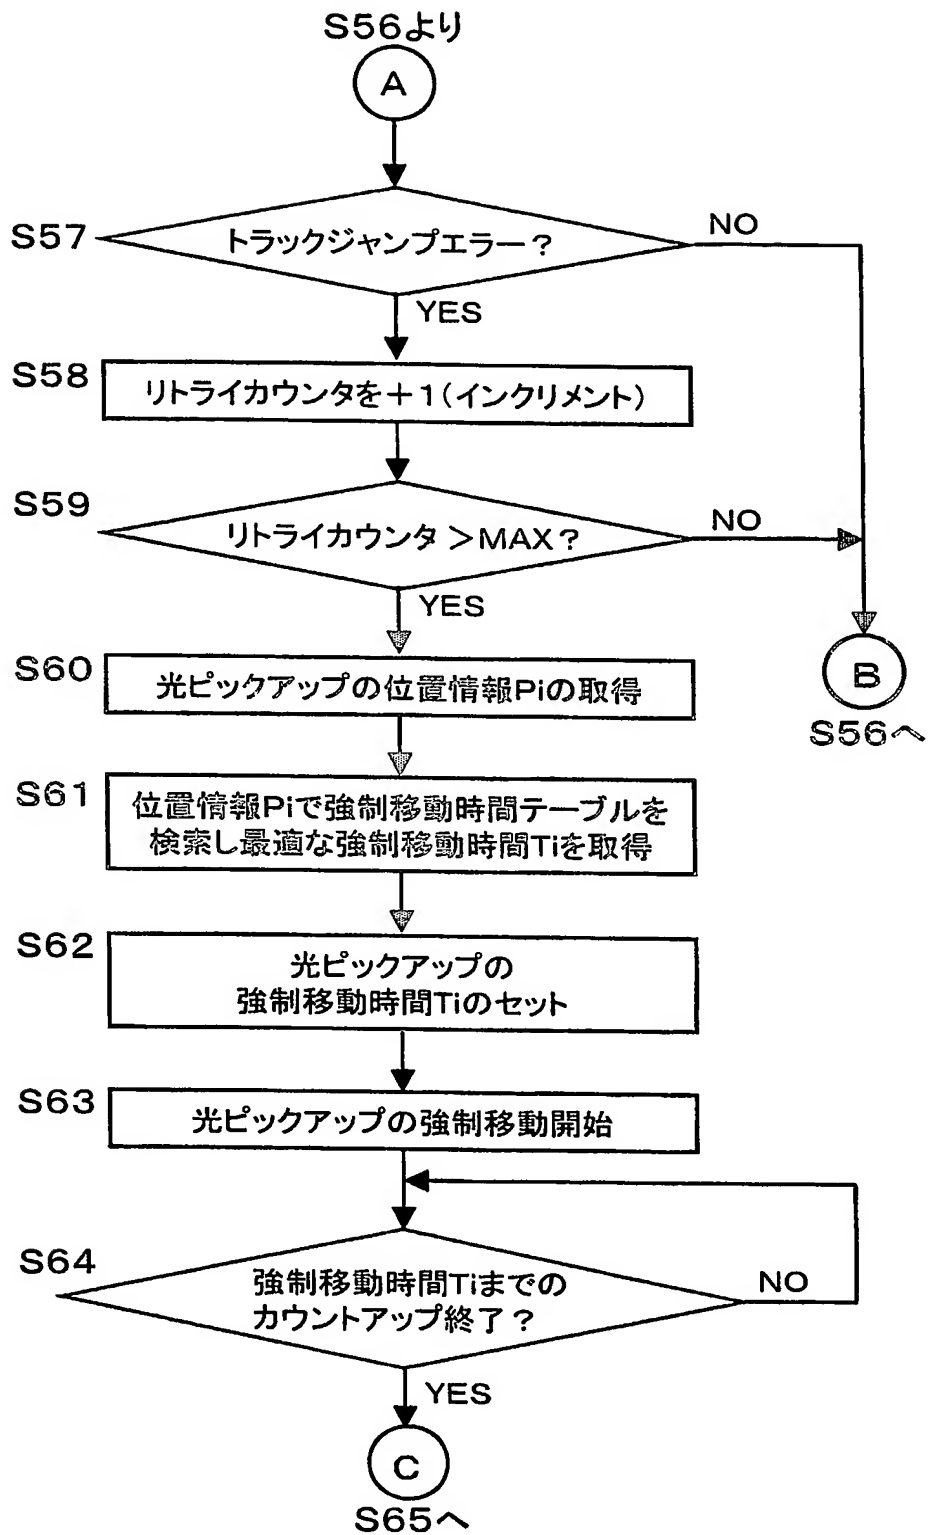 S56より
A
S57
トラックジャンプエラー?
NO
YES
S58
リトライカウンタを+1(インクリメント)
S59
リトライカウンタ>MAX?
NO
YES
S60
光ピックアップの位置情報Piの取得
B
S56へ
S61
位置情報Piで強制移動時間テーブルを
検索し最適な強制移動時間Tiを取得
S62
光ピックアップの
強制移動時間Tiのセット
S63
光ピックアップの強制移動開始
S64
強制移動時間Tiまでの
カウントアップ終了?
NO
YES
C
S65へ